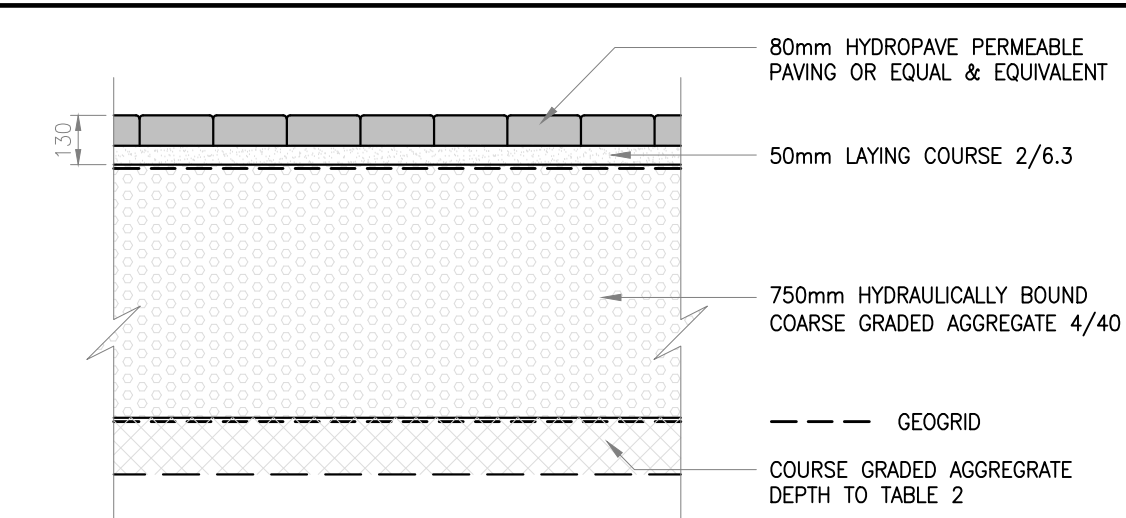 80mm HYDROPAVE PERMEABLE
PAVING OR EQUAL & EQUIVALENT
130
50mm LAYING COURSE 2/6.3
750mm HYDRAULICALLY BOUND
COARSE GRADED AGGREGATE 4/40
GEOGRID
COURSE GRADED AGGREGRATE
DEPTH TO TABLE 2